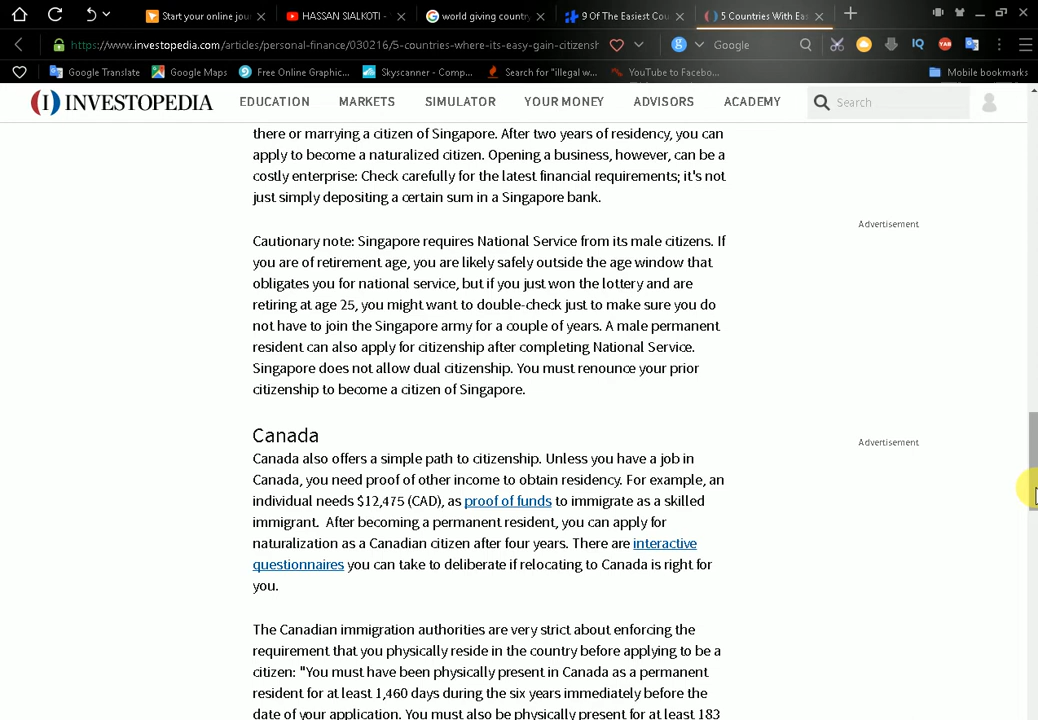 Start your online jou
HASSAN SIALKOTI -
world giving country
9 Of The Easiest Cou
5 Countries With Eas
https://www.investopedia.com/articles/personal-finance/030216/5-countries-where-its-easy-gain-citizensh
Google
IQ
YAB
Google Translate
Google Maps
Free Online Graphic...
Skyscanner - Comp...
Search for "illegal w...
YouTube to Facebo...
Mobile bookmarks
INVESTOPEDIA
EDUCATION
MARKETS
SIMULATOR
YOUR MONEY
ADVISORS
ACADEMY
Search
there or marrying a citizen of Singapore. After two years of residency, you can
apply to become a naturalized citizen. Opening a business, however, can be a
costly enterprise: Check carefully for the latest financial requirements; it's not
just simply depositing a certain sum in a Singapore bank.
Advertisement
Cautionary note: Singapore requires National Service from its male citizens. If
you are of retirement age, you are likely safely outside the age window that
obligates you for national service, but if you just won the lottery and are
retiring at age 25, you might want to double-check just to make sure you do
not have to join the Singapore army for a couple of years. A male permanent
resident can also apply for citizenship after completing National Service.
Singapore does not allow dual citizenship. You must renounce your prior
citizenship to become a citizen of Singapore.
Canada
Advertisement
Canada also offers a simple path to citizenship. Unless you have a job in
Canada, you need proof of other income to obtain residency. For example, an
individual needs $12,475 (CAD), as proof of funds to immigrate as a skilled
immigrant. After becoming a permanent resident, you can apply for
naturalization as a Canadian citizen after four years. There are interactive
questionnaires you can take to deliberate if relocating to Canada is right for
you.
The Canadian immigration authorities are very strict about enforcing the
requirement that you physically reside in the country before applying to be a
citizen: "You must have been physically present in Canada as a permanent
resident for at least 1,460 days during the six years immediately before the
date of your application. You must also be physically present for at least 183